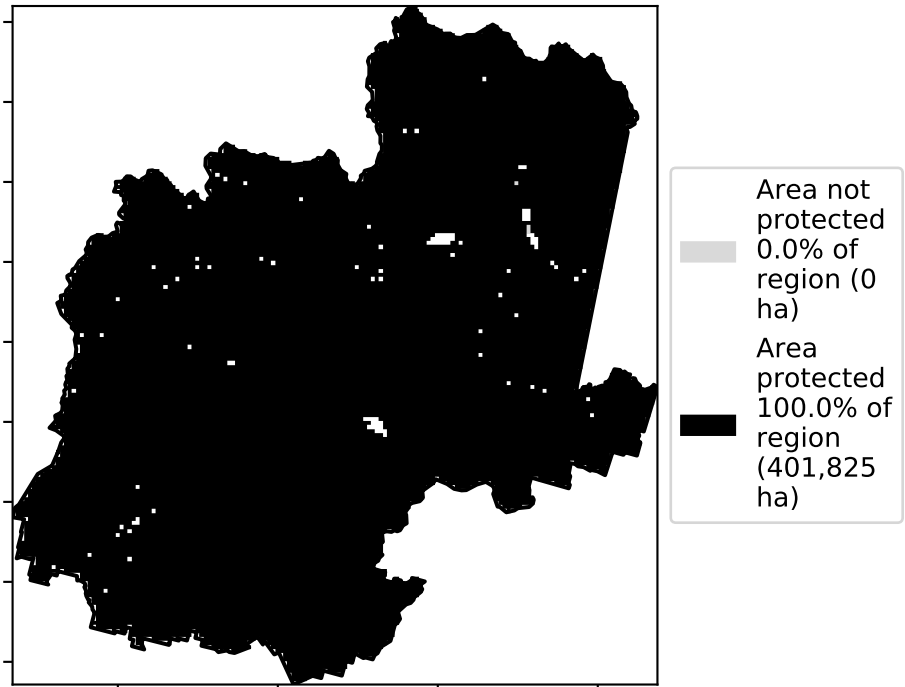 Area not
protected
0.0% of
region (0
ha)
Area
protected
100.0% of
region
(401,825
ha)